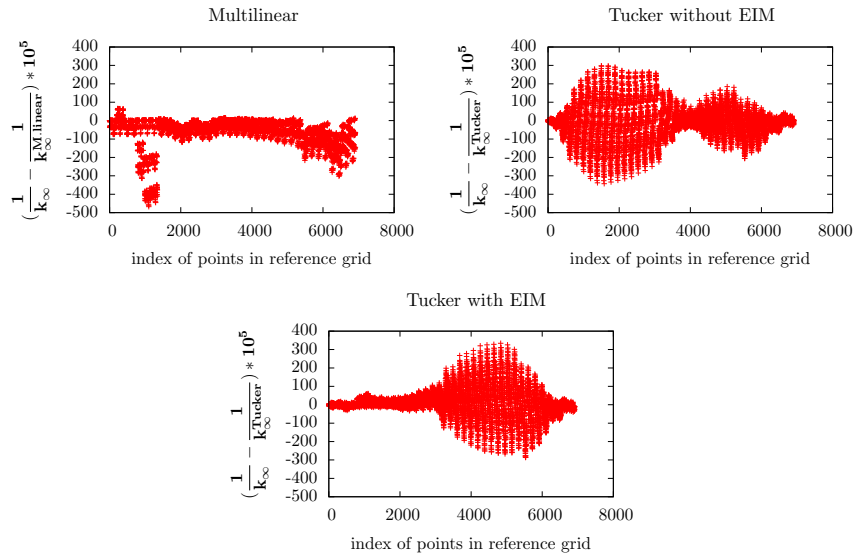 Multilinear
(1/k∞ − 1/k∞^M.linear) * 10^5
400
300
200
100
0
-100
-200
-300
-400
-500
0 2000 4000 6000 8000
index of points in reference grid
Tucker without EIM
(1/k∞ − 1/k∞^Tucker) * 10^5
400
300
200
100
0
-100
-200
-300
-400
-500
0 2000 4000 6000 8000
index of points in reference grid
Tucker with EIM
(1/k∞ − 1/k∞^Tucker) * 10^5
400
300
200
100
0
-100
-200
-300
-400
-500
0 2000 4000 6000 8000
index of points in reference grid